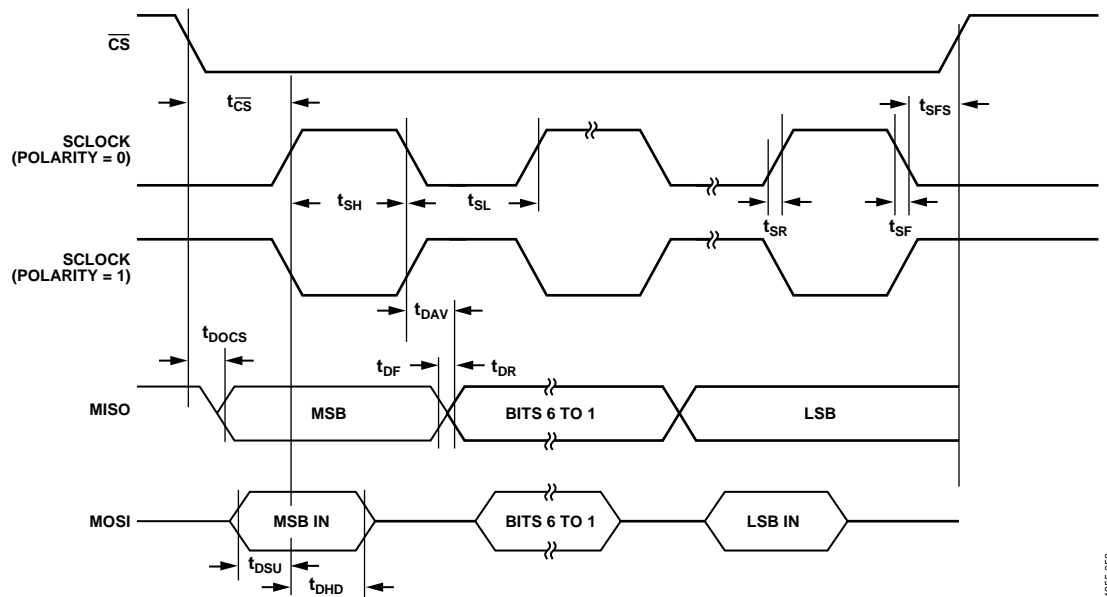 CS
tCS
tSFS
SCLOCK
(POLARITY = 0)
tSH
tSL
tSR
tSF
SCLOCK
(POLARITY = 1)
tDAV
tDOCS
tDF
tDR
MISO
MSB
BITS 6 TO 1
LSB
MOSI
MSB IN
BITS 6 TO 1
LSB IN
tDSU
tDHD